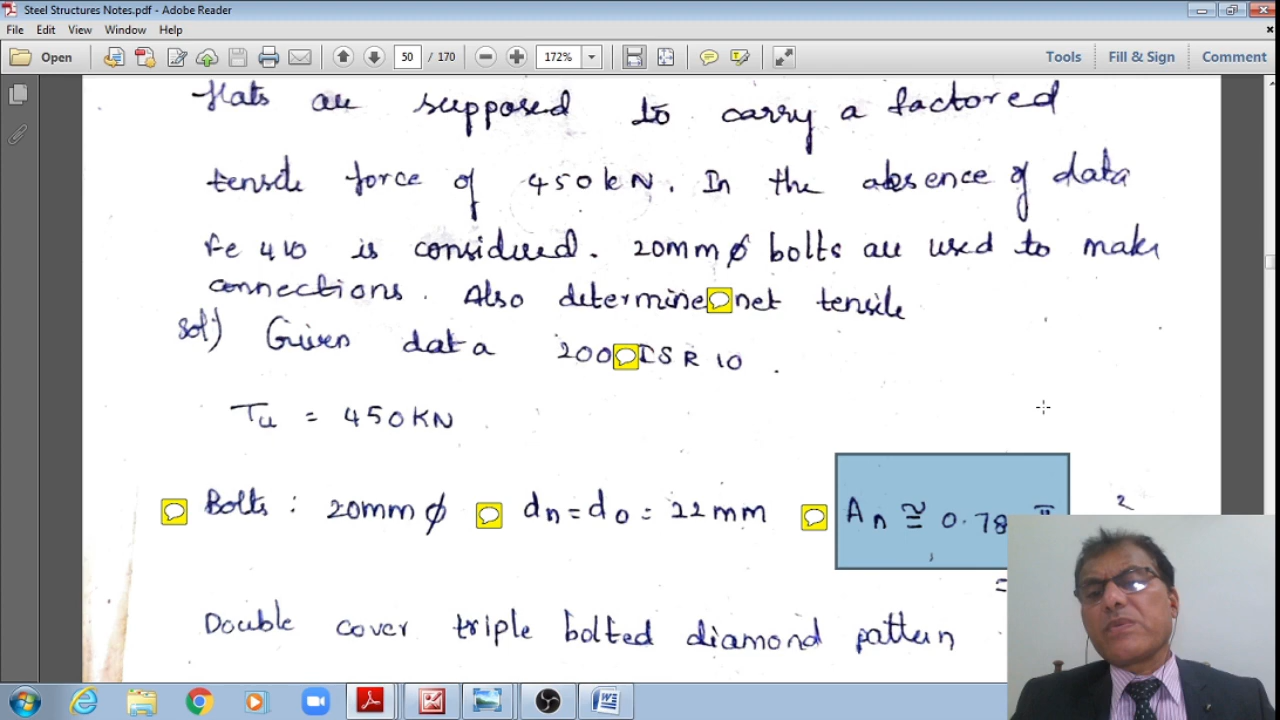 Steel Structures Notes.pdf - Adobe Reader
File Edit View Window Help
Open 50 / 170 172% Tools Fill & Sign Comment
flats are supposed to carry a factored
tensile force of 450kN. In the absence of data
Fe 410 is considered. 20mm ϕ bolts are used to make
connections. Also determine net tensile
Sol) Given data 200 ISR 10 .
Tu = 450KN
Bolts : 20mm ϕ dn = do = 22mm An ≅ 0.78 π 2
=
Double cover triple bolted diamond pattern